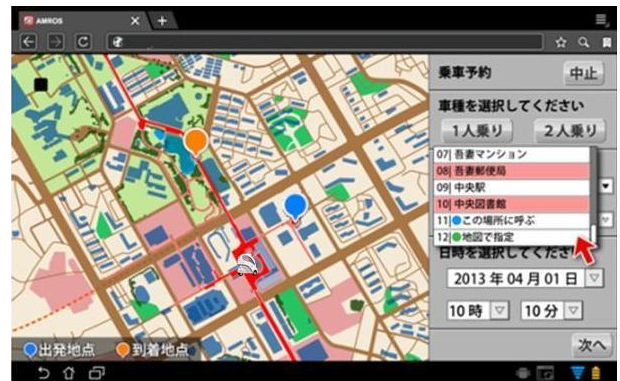 AMROS
乗車予約
中止
車種を選択してください
1人乗り
2人乗り
07| 吾妻マンション
08| 吾妻郵便局
09| 中央駅
10| 中央図書館
11| この場所に呼ぶ
12| 地図で指定
日時を選択してください
2013 年 04 月 01 日
10 時
10 分
出発地点
到着地点
次へ